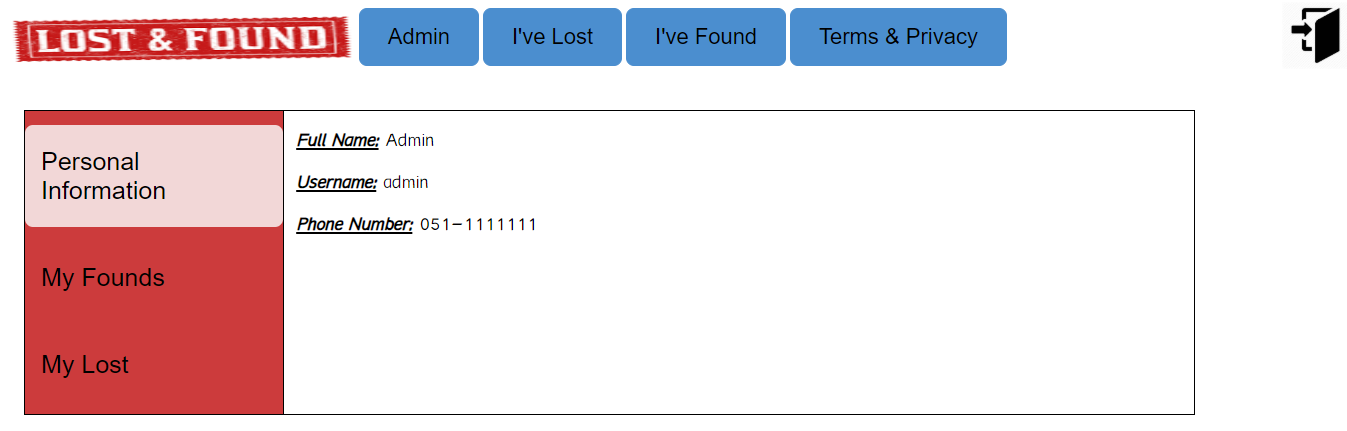 LOST & FOUND
Admin
I've Lost
I've Found
Terms & Privacy
Personal
Information
My Founds
My Lost
Full Name: Admin
Username: admin
Phone Number: 051-1111111